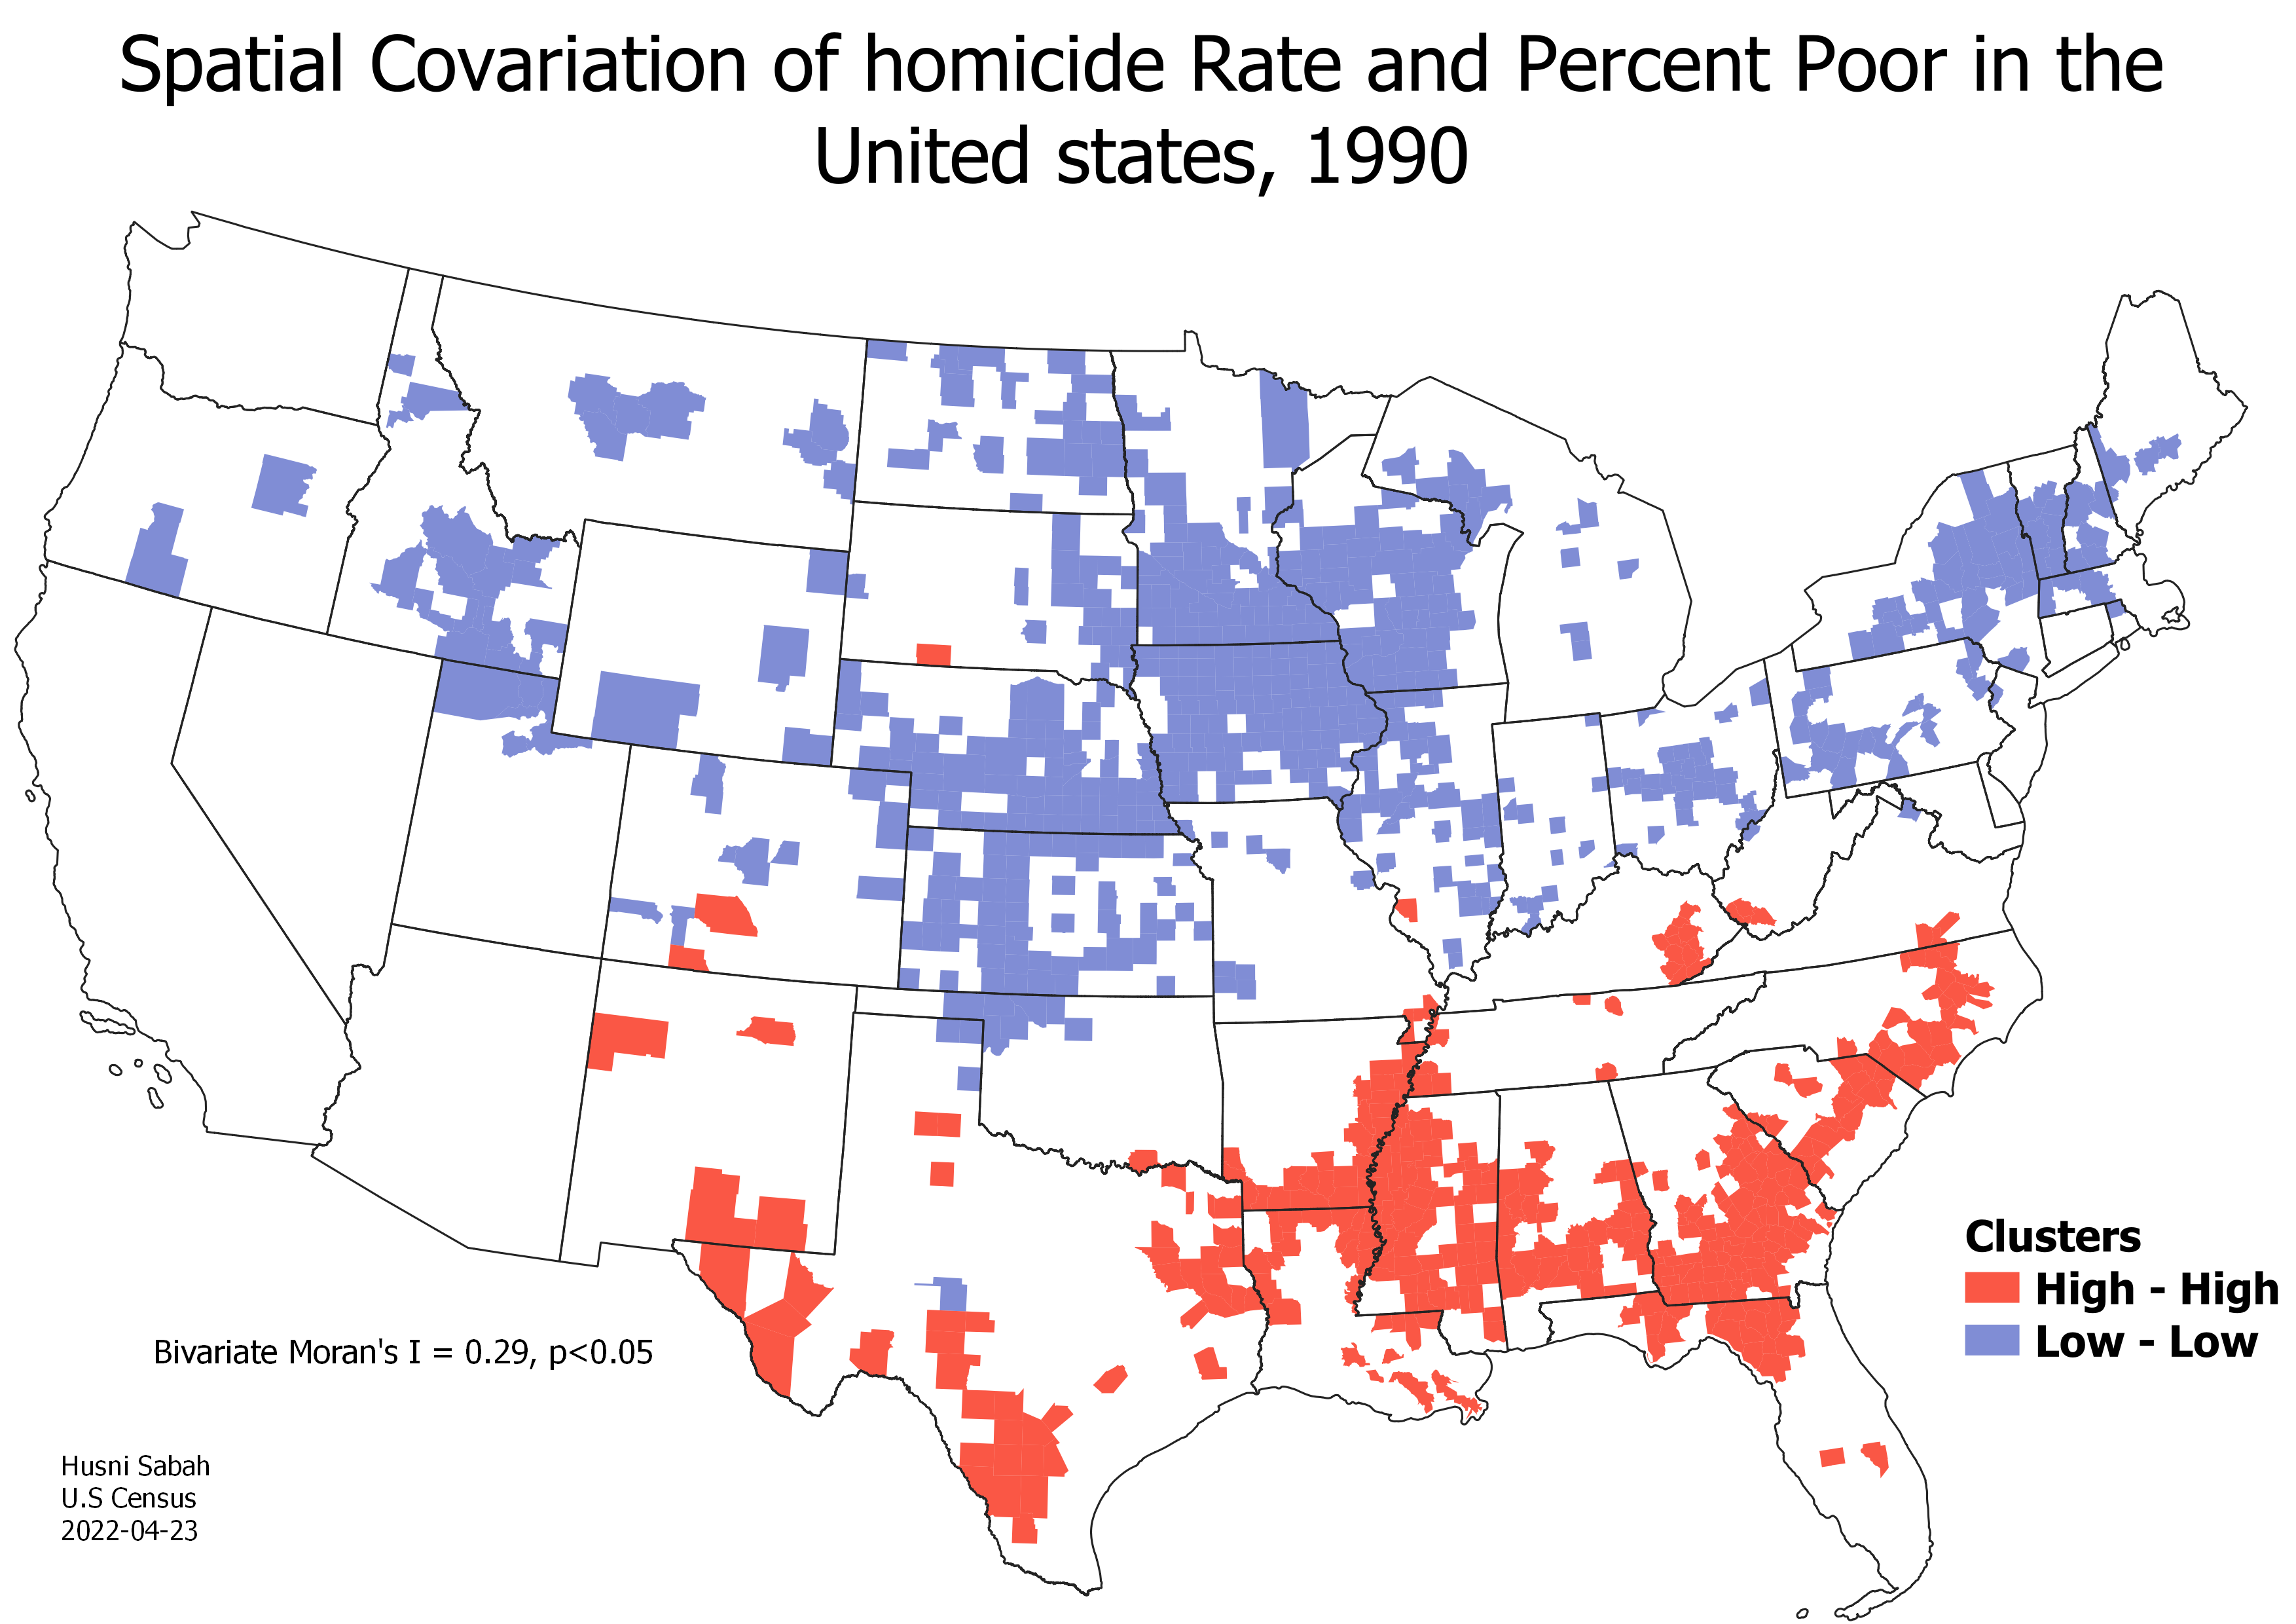 Spatial Covariation of homicide Rate and Percent Poor in the
United states, 1990
Clusters
High - High
Low - Low
Bivariate Moran's I = 0.29, p<0.05
Husni Sabah
U.S Census
2022-04-23